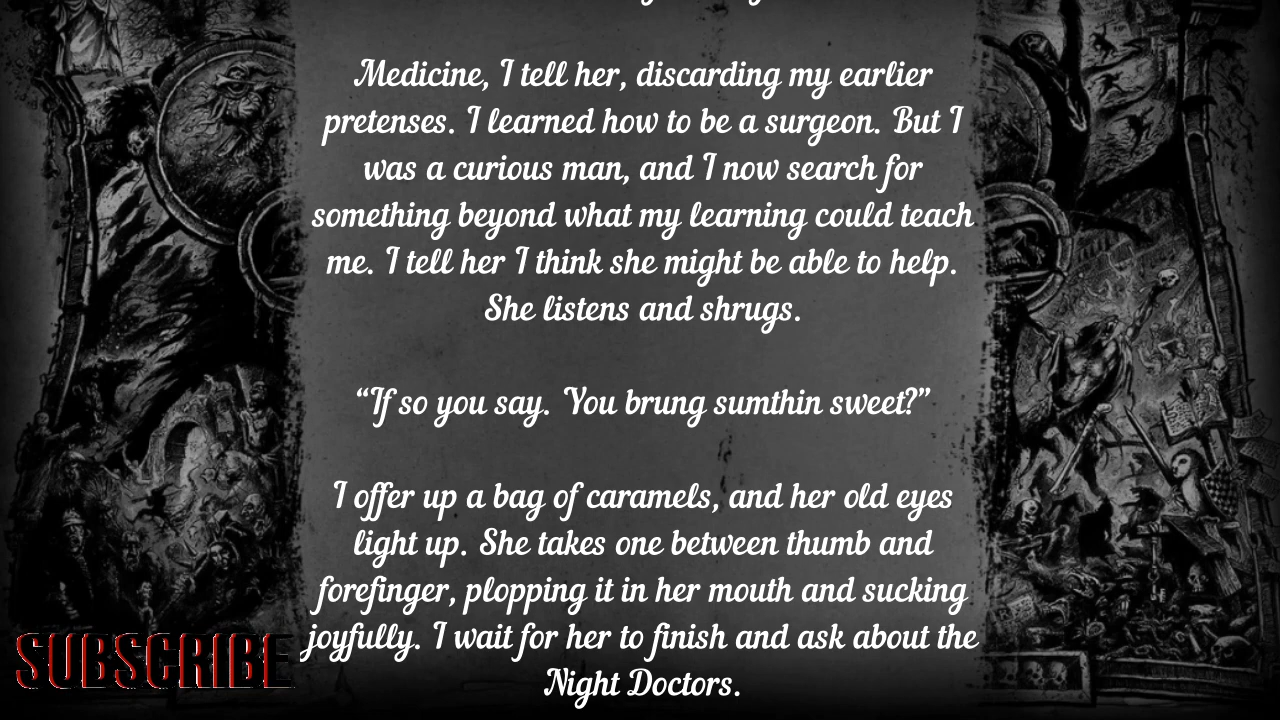 Medicine, I tell her, discarding my earlier
pretenses. I learned how to be a surgeon. But I
was a curious man, and I now search for
something beyond what my learning could teach
me. I tell her I think she might be able to help.
She listens and shrugs.
“If so you say. You brung sumthin sweet?”
I offer up a bag of caramels, and her old eyes
light up. She takes one between thumb and
forefinger, plopping it in her mouth and sucking
joyfully. I wait for her to finish and ask about the
Night Doctors.
SUBSCRIBE